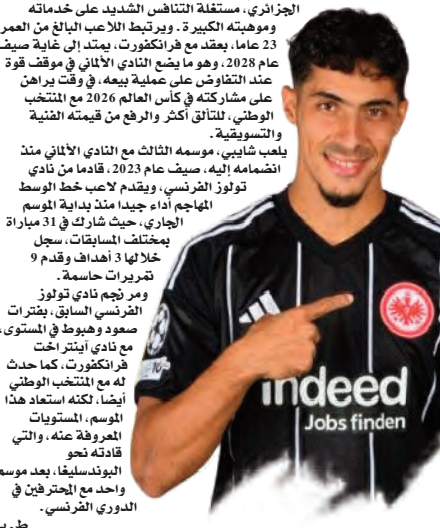 الجزائري، مستغلة التنافس الشديد على خدماته
وموهبته الكبيرة. ويرتبط اللاعب البالغ من العمر
23 عاما، بعقد مع فرانكفورت، يمتد إلى غاية صيف
عام 2028، وهو ما يضع النادي الألماني في موقف قوة
عند التفاوض على عملية بيعه، في وقت يراهن
على مشاركته في كأس العالم 2026 مع المنتخب
الوطني، للتألق أكثر والرفع من قيمته الفنية
والتسويقية.
يلعب شايبي، موسمه الثالث مع النادي الألماني منذ
انضمامه إليه، صيف عام 2023، قادما من نادي
تولوز الفرنسي، ويقدم لاعب خط الوسط
المهاجم أداء جيدا منذ بداية الموسم
الجاري، حيث شارك في 31 مباراة
بمختلف المسابقات، سجل
خلالها 3 أهداف وقدم 9
تمريرات حاسمة.
ومر نجم نادي تولوز
الفرنسي السابق، بفترات
صعود وهبوط في المستوى،
مع نادي آينتراخت
فرانكفورت، كما حدث
له مع المنتخب الوطني
أيضا، لكنه استعاد هذا
الموسم، المستويات
المعروفة عنه، والتي
قادته نحو
البوندسليغا، بعد موسم
واحد مع المحترفين في
الدوري الفرنسي.
indeed
Jobs finden